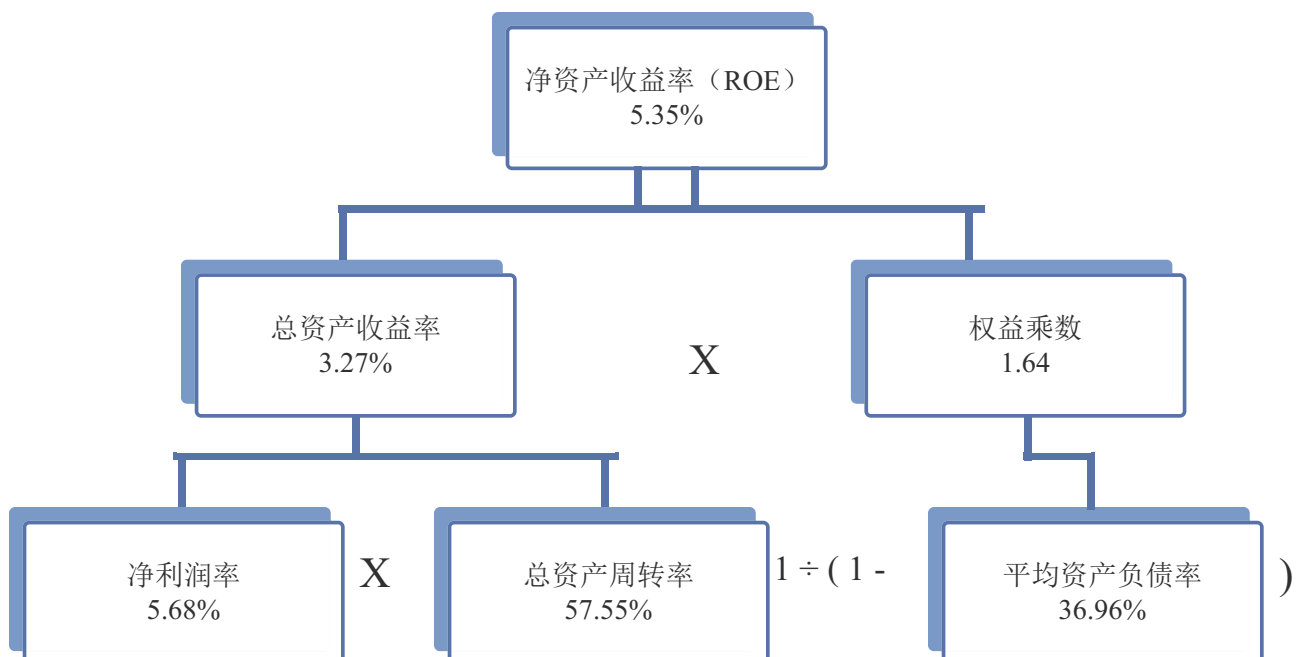 净资产收益率（ROE）
5.35%
总资产收益率
3.27%
X
权益乘数
1.64
净利润率
5.68%
X
总资产周转率
57.55%
1 ÷ ( 1 -
平均资产负债率
36.96%
)